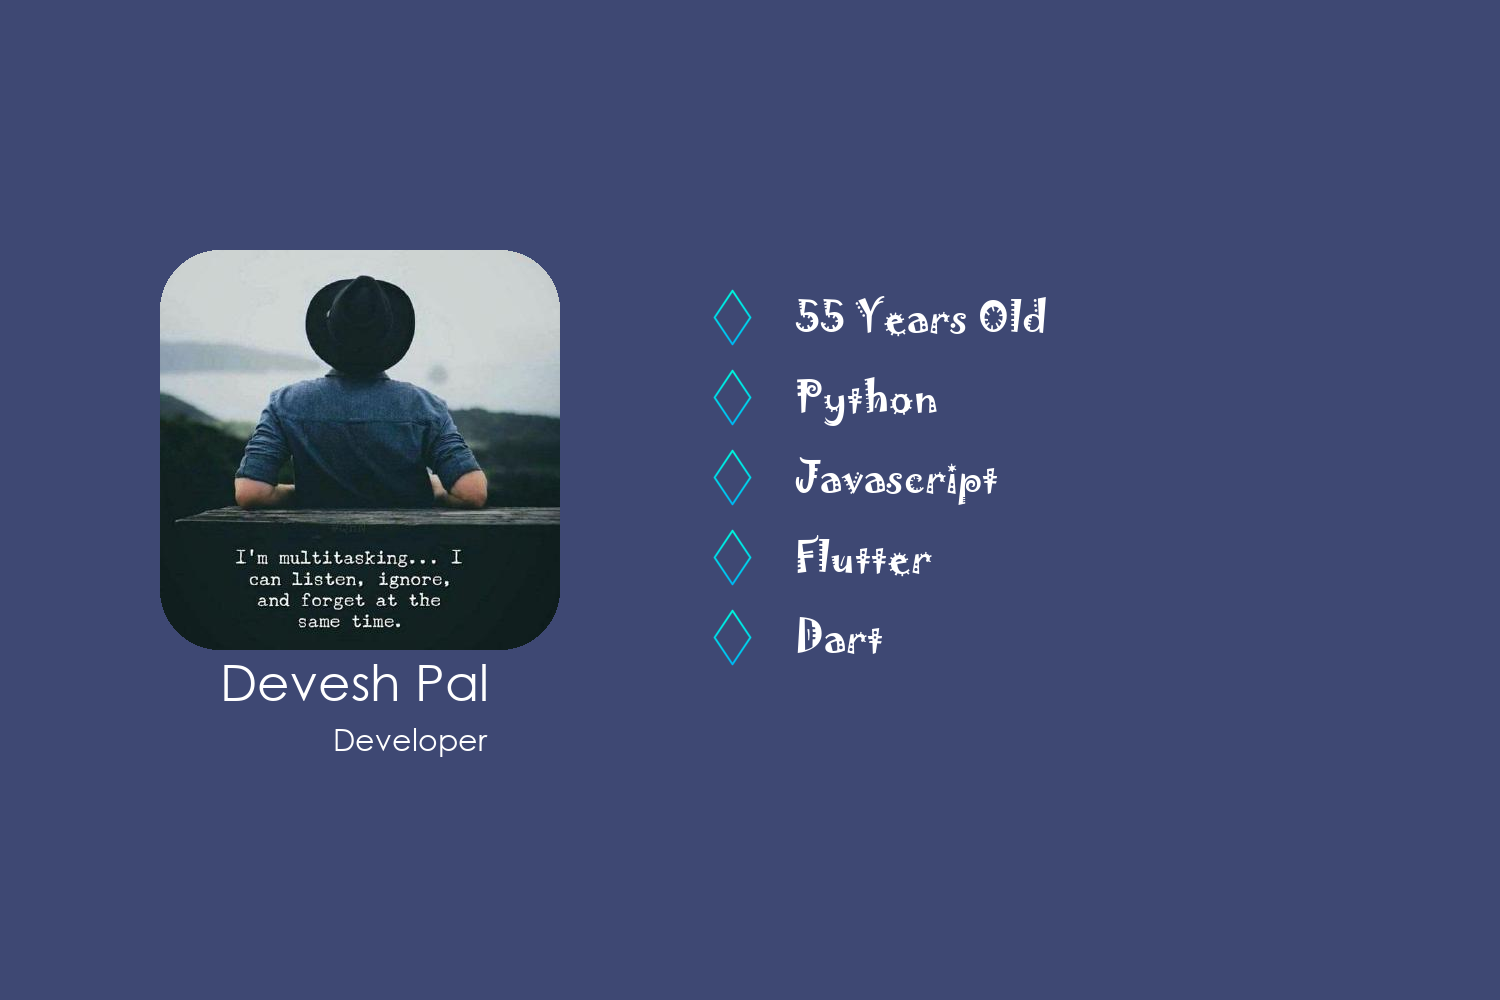 I'm multitasking... I
can listen, ignore,
and forget at the
same time.
Devesh Pal
Developer
55 Years Old
Python
Javascript
Flutter
Dart